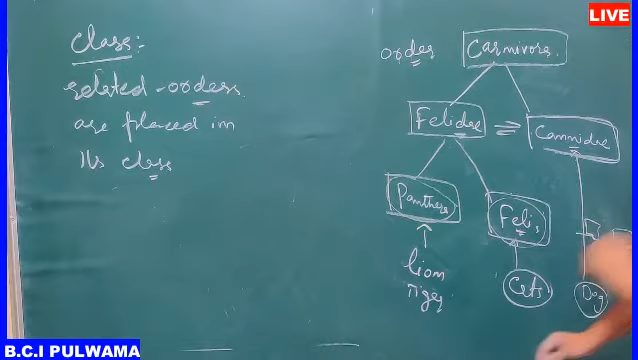 LIVE
Class:
related orders
are placed in
its class
order
Carnivora.
Felidae
Cannidae
Panthera
Felis
lion
Tiger
Cats
Dog
B.C.I PULWAMA